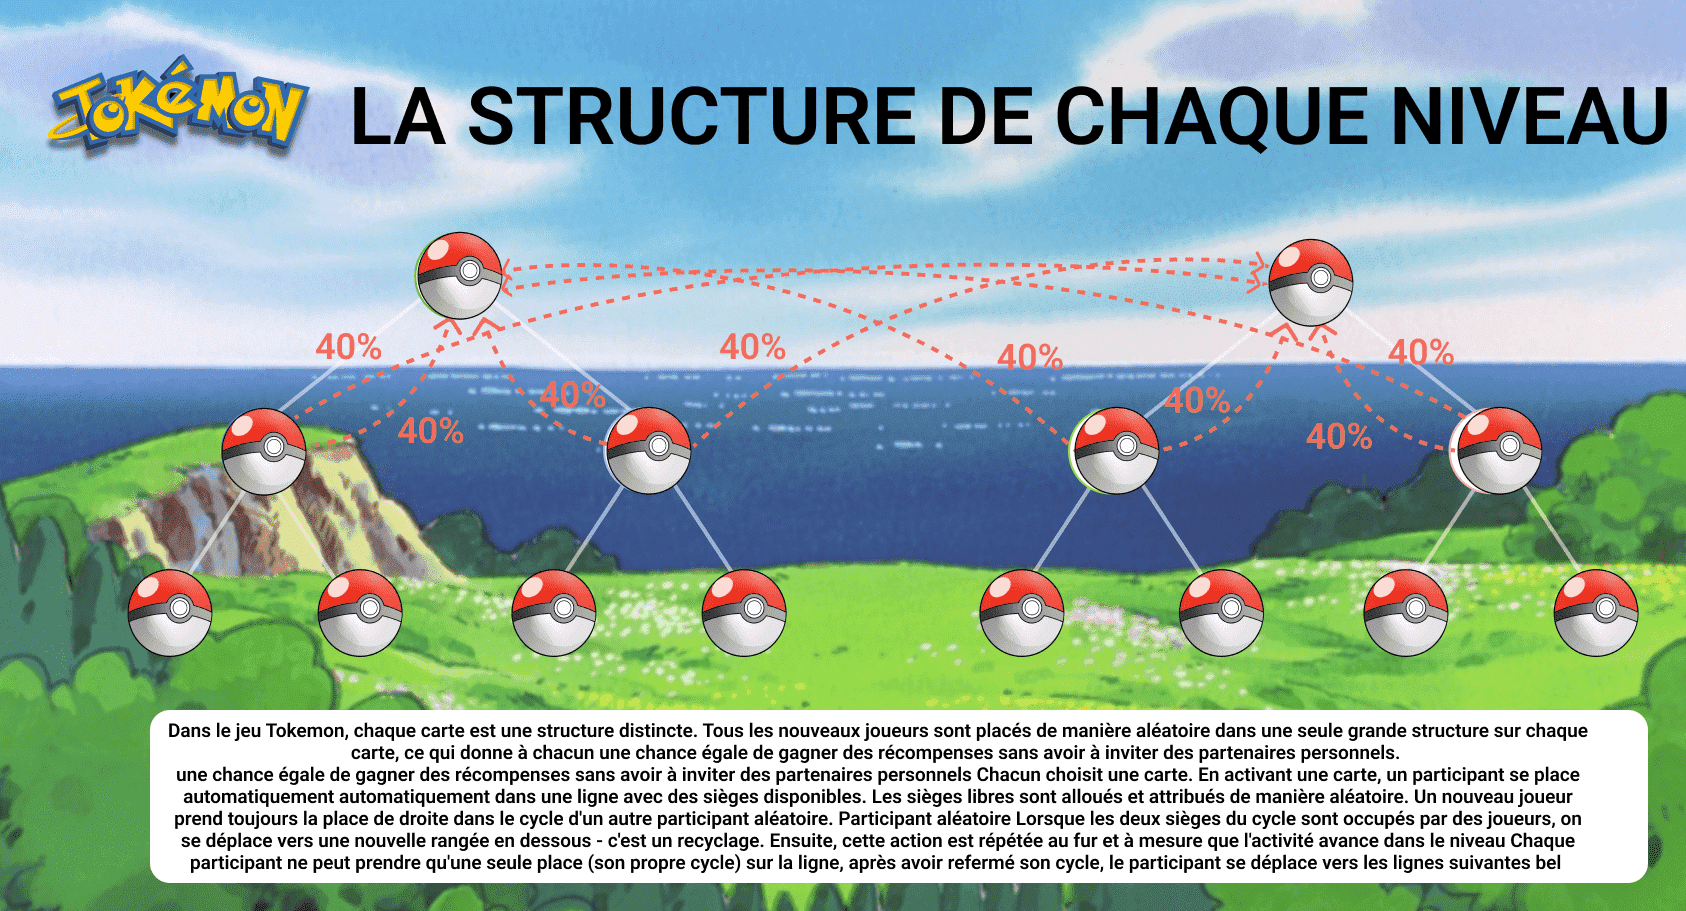 TOKéMON
LA STRUCTURE DE CHAQUE NIVEAU
40%
40%
40%
40%
40%
40%
40%
40%
Dans le jeu Tokemon, chaque carte est une structure distincte. Tous les nouveaux joueurs sont placés de manière aléatoire dans une seule grande structure sur chaque
carte, ce qui donne à chacun une chance égale de gagner des récompenses sans avoir à inviter des partenaires personnels.
une chance égale de gagner des récompenses sans avoir à inviter des partenaires personnels Chacun choisit une carte. En activant une carte, un participant se place
automatiquement automatiquement dans une ligne avec des sièges disponibles. Les sièges libres sont alloués et attribués de manière aléatoire. Un nouveau joueur
prend toujours la place de droite dans le cycle d'un autre participant aléatoire. Participant aléatoire Lorsque les deux sièges du cycle sont occupés par des joueurs, on
se déplace vers une nouvelle rangée en dessous - c'est un recyclage. Ensuite, cette action est répétée au fur et à mesure que l'activité avance dans le niveau Chaque
participant ne peut prendre qu'une seule place (son propre cycle) sur la ligne, après avoir refermé son cycle, le participant se déplace vers les lignes suivantes bel